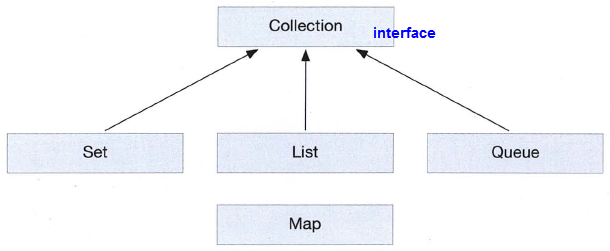 Collection
interface
Set
List
Queue
Map